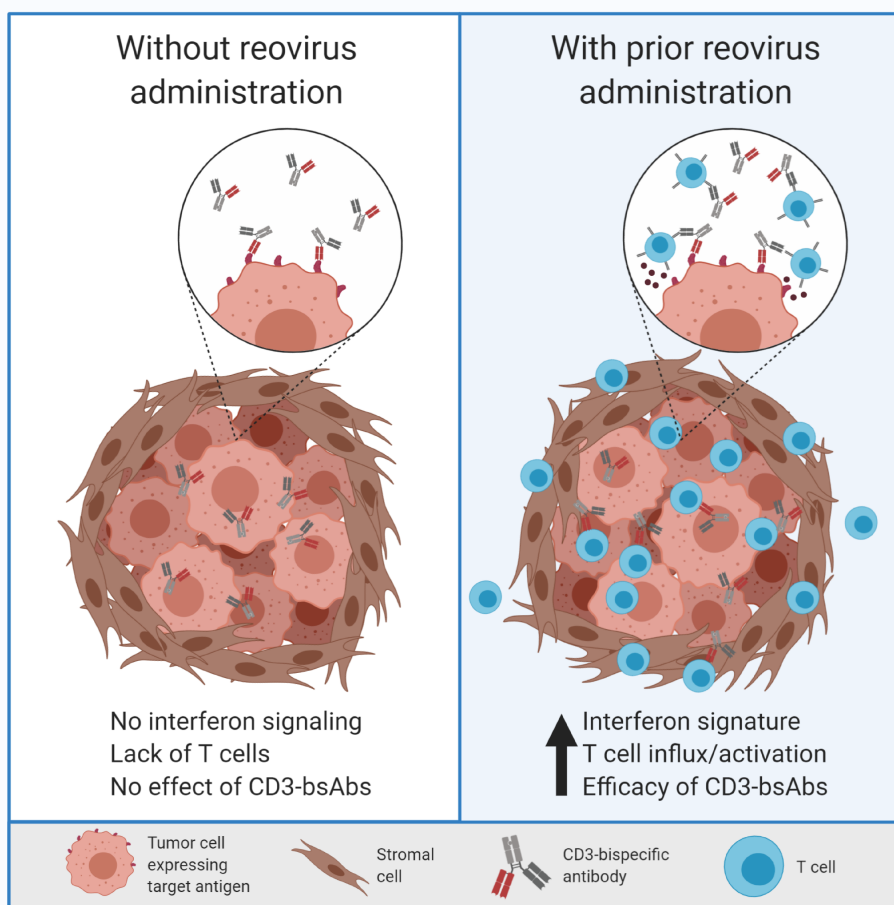 Without reovirus
administration
With prior reovirus
administration
No interferon signaling
Lack of T cells
No effect of CD3-bsAbs
Interferon signature
T cell influx/activation
Efficacy of CD3-bsAbs
Tumor cell
expressing
target antigen
Stromal
cell
CD3-bispecific
antibody
T cell